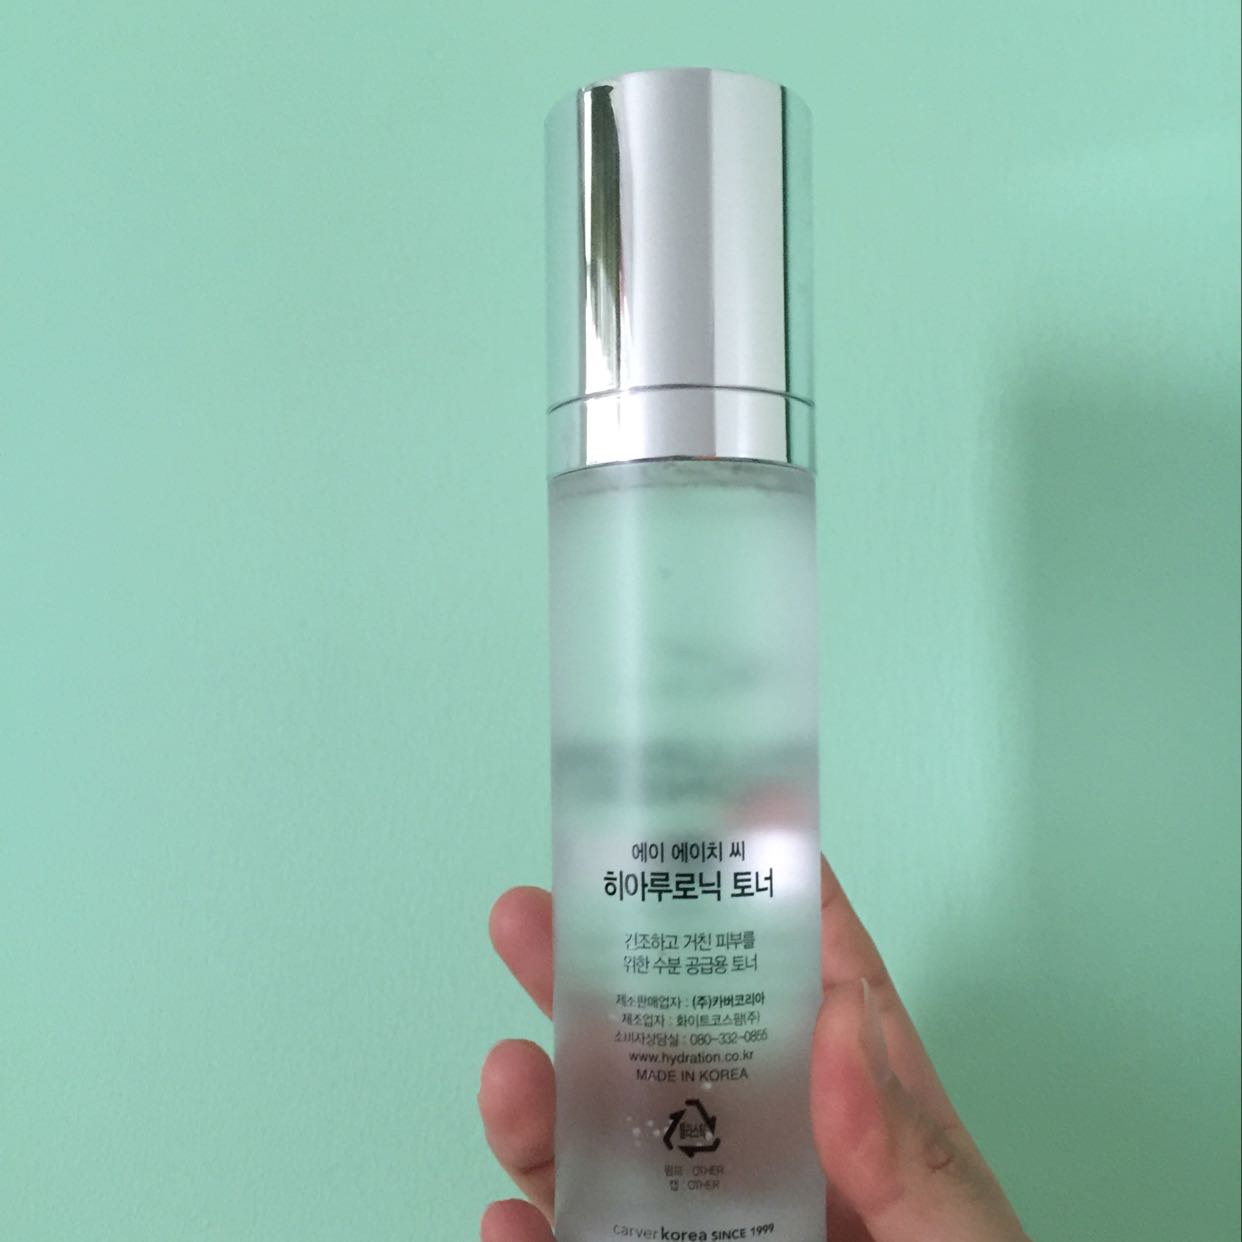 에이 에이치 씨
히아루로닉 토너
건조하고 거친 피부를
위한 수분 공급용 토너
제조판매업자 : (주)카버코리아
제조업자 : 화이트코스팜(주)
소비자상담실 : 080-332-0855
www.hydration.co.kr
MADE IN KOREA
플라스틱
펌프 : OTHER
캡 : OTHER
carverkorea SINCE 1999